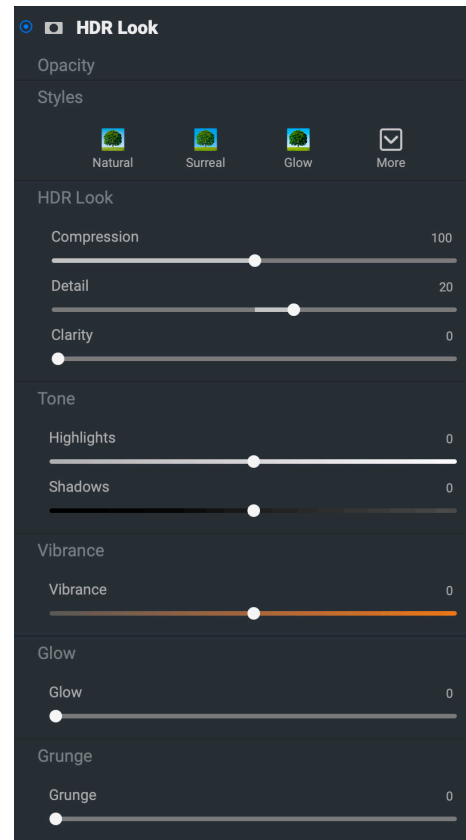 HDR Look
Opacity
Styles
Natural Surreal Glow More
HDR Look
Compression 100
Detail 20
Clarity 0
Tone
Highlights 0
Shadows 0
Vibrance
Vibrance 0
Glow
Glow 0
Grunge
Grunge 0